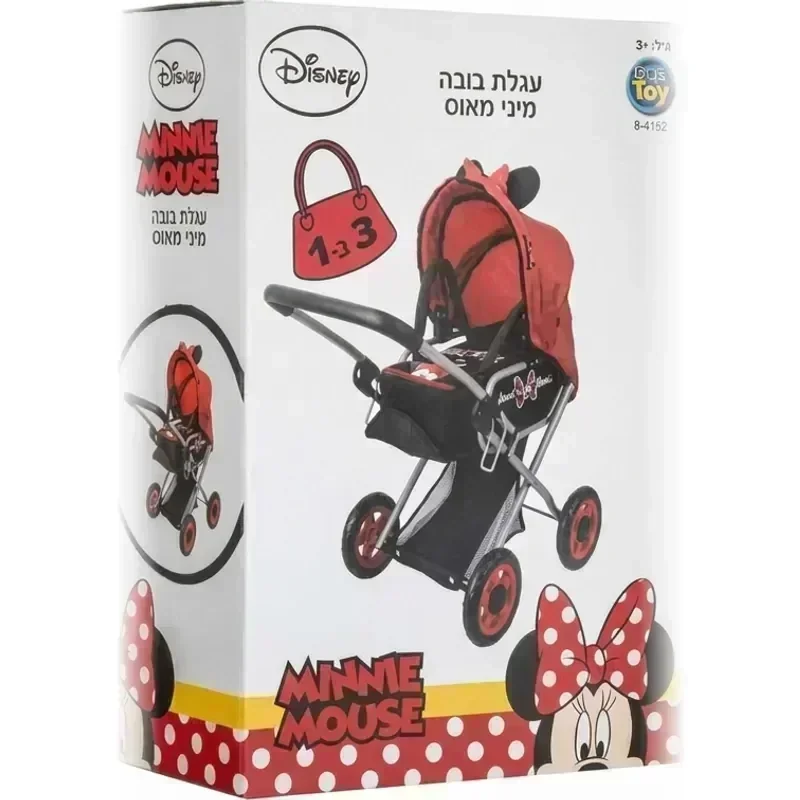 Disney
MINNIE
MOUSE
עגלת בובה
מיני מאוס
Disney
עגלת בובה
מיני מאוס
גיל: 3+
Toy
8-4162
3 ב-1
MINNIE
MOUSE